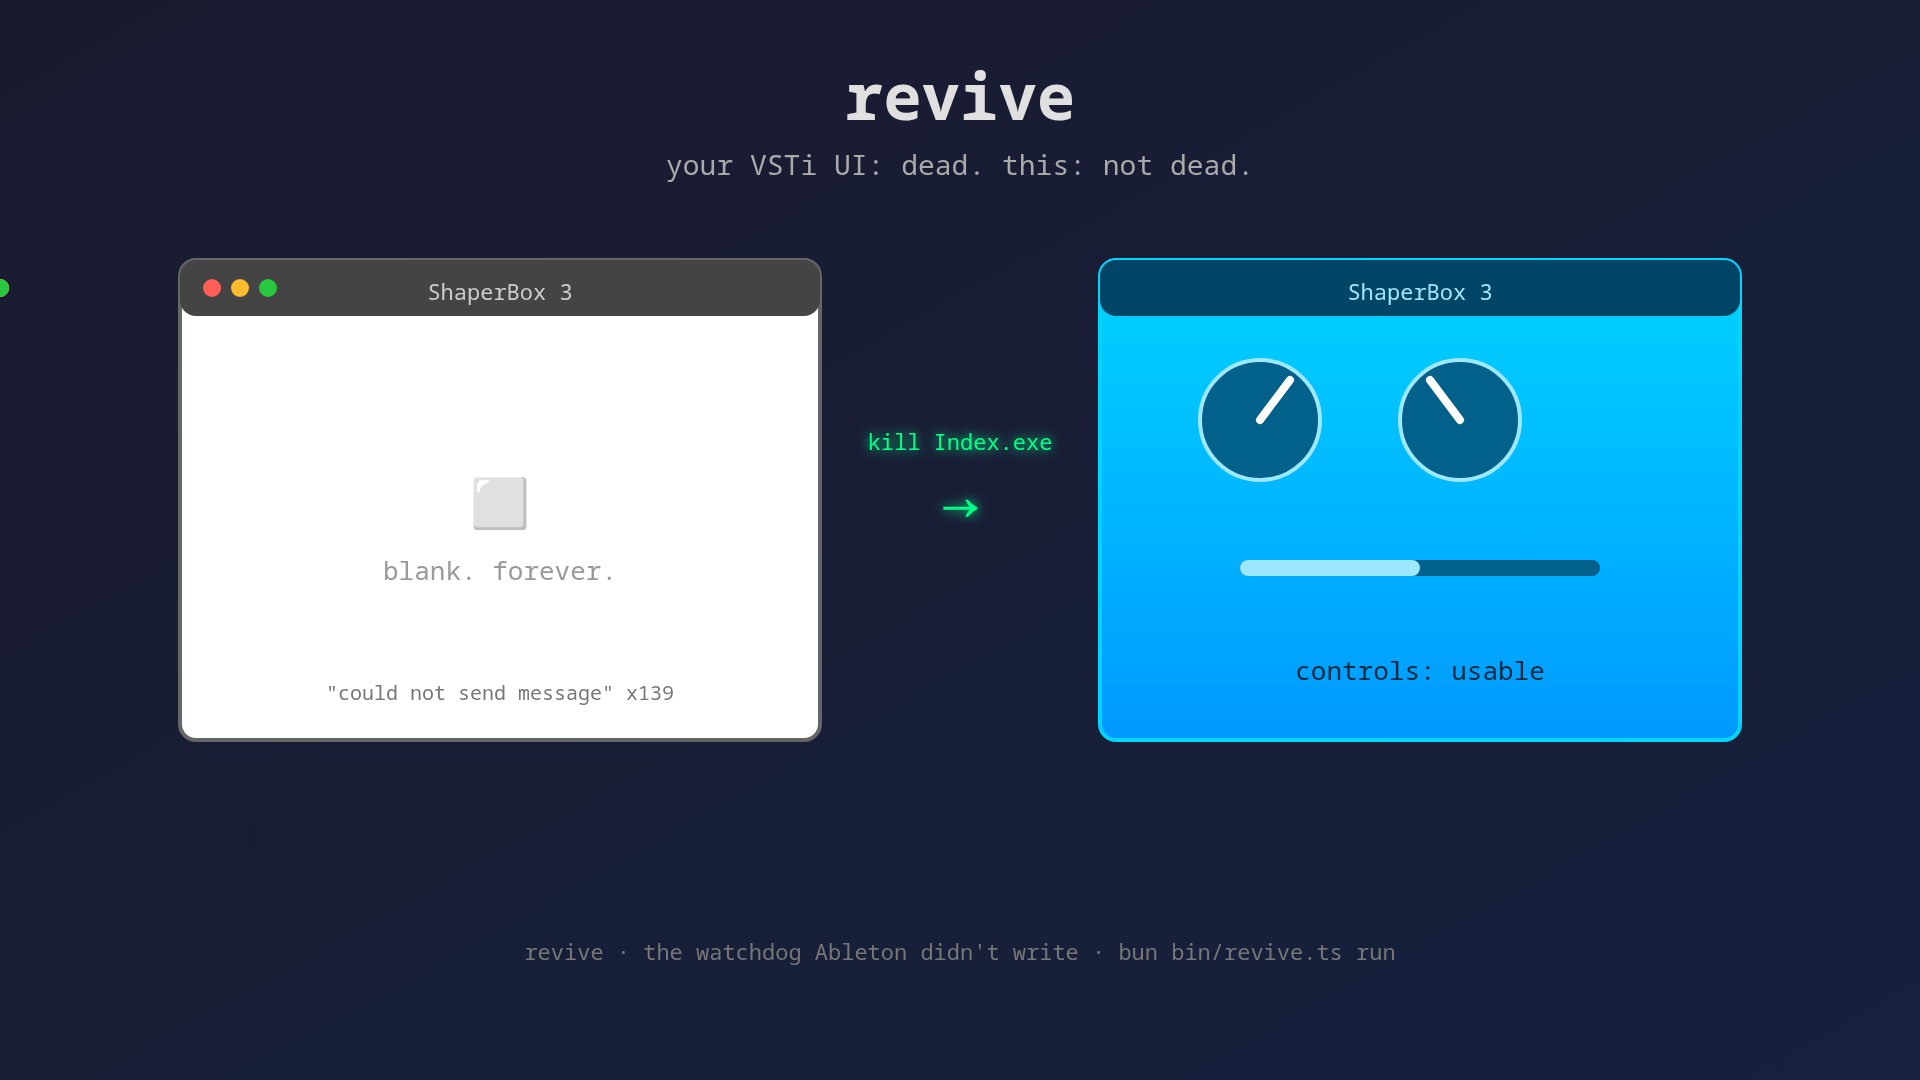 revive
your VSTi UI: dead. this: not dead.
ShaperBox 3
ShaperBox 3
kill Index.exe
→
blank. forever.
controls: usable
"could not send message" x139
revive · the watchdog Ableton didn't write · bun bin/revive.ts run